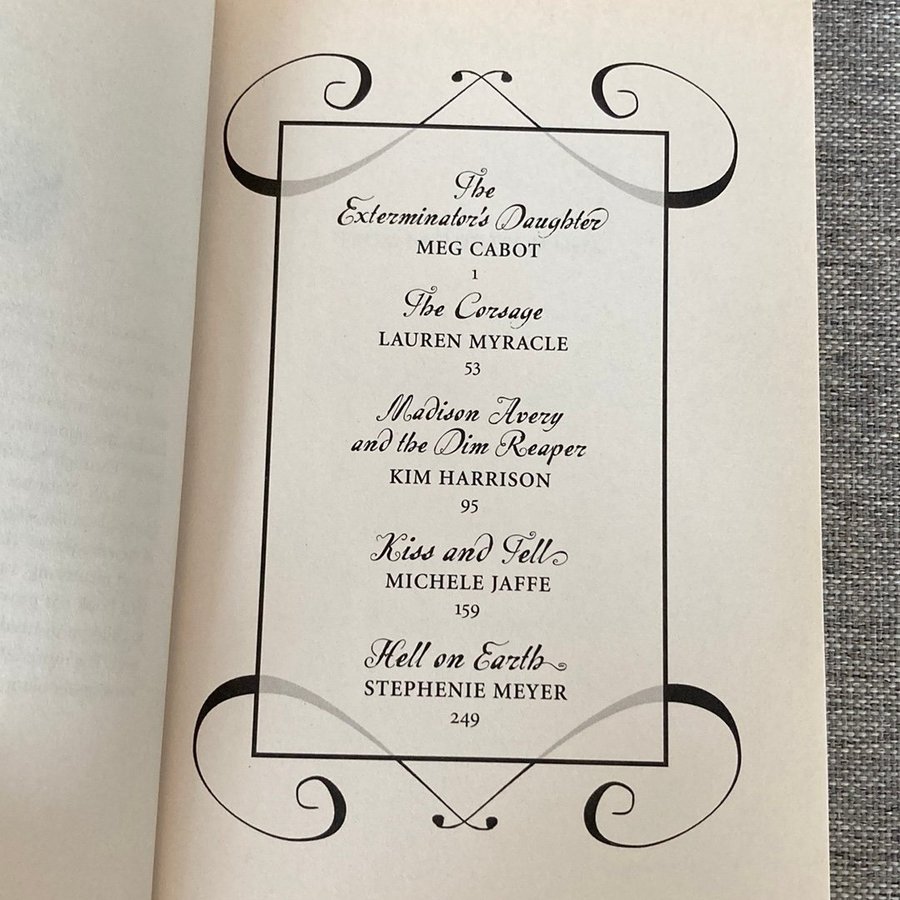 The
Exterminator's Daughter
MEG CABOT
1
The Corsage
LAUREN MYRACLE
53
Madison Avery
and the Dim Reaper
KIM HARRISON
95
Kiss and Tell
MICHELE JAFFE
159
Hell on Earth
STEPHENIE MEYER
249